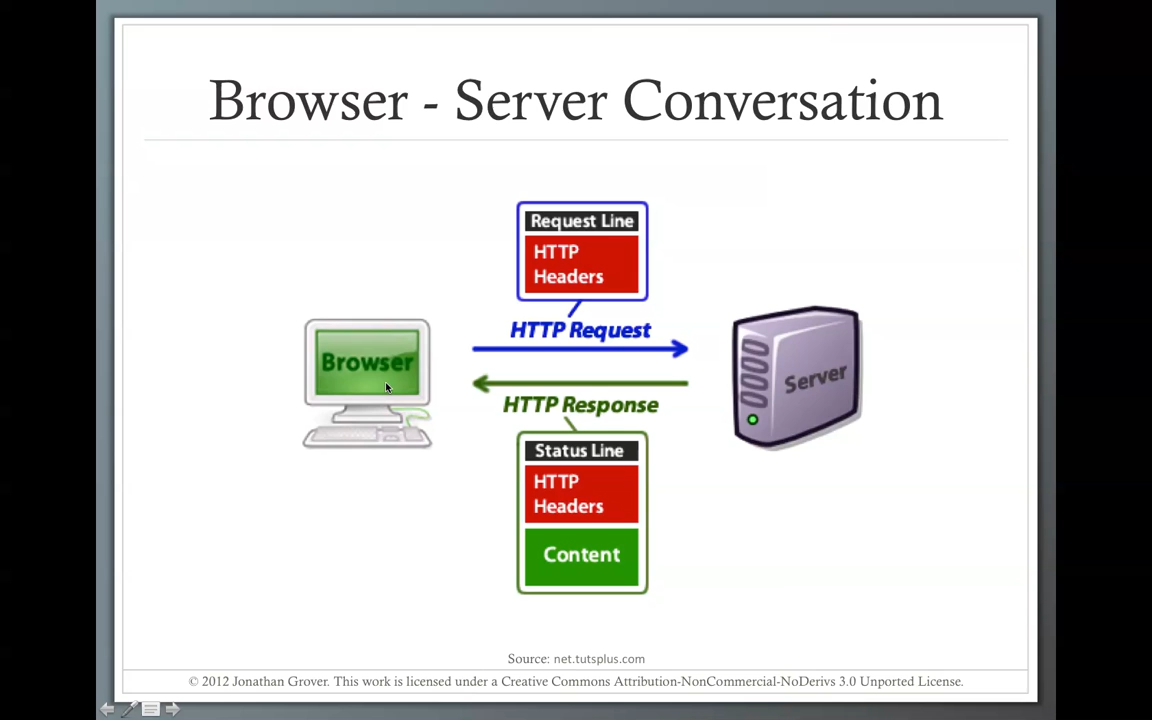 Browser - Server Conversation
Request Line
HTTP
Headers
HTTP Request
Browser
Server
HTTP Response
Status Line
HTTP
Headers
Content
Source: net.tutsplus.com
© 2012 Jonathan Grover. This work is licensed under a Creative Commons Attribution-NonCommercial-NoDerivs 3.0 Unported License.